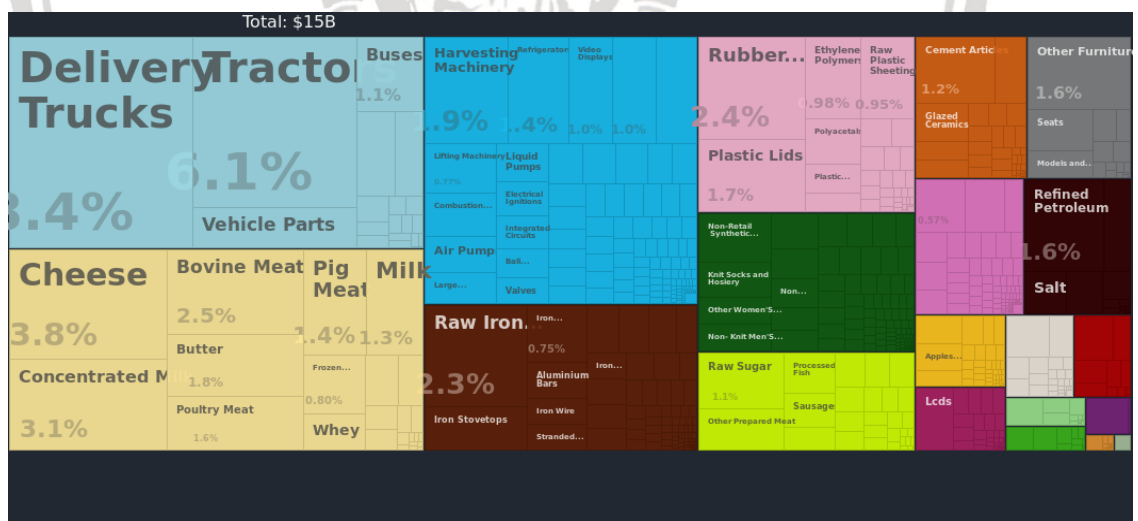 Total: $15B
Delivery
Trucks
8.4%
Tractors
6.1%
Vehicle Parts
Buses
1.1%
Cheese
3.8%
Concentrated Milk
3.1%
Bovine Meat
2.5%
Butter
1.8%
Poultry Meat
1.6%
Pig
Meat
1.4%
Frozen...
0.80%
Whey
Milk
1.3%
Harvesting
Machinery
1.9%
Refrigerators
1.4%
Video
Displays
1.0%
1.0%
Lifting Machinery
0.77%
Combustion...
Air Pumps
Large...
Liquid
Pumps
Electrical
Ignitions
Integrated
Circuits
Ball...
Valves
Raw Iron...
2.3%
Iron Stovetops
Iron...
0.75%
Aluminium
Bars
Iron Wire
Stranded...
Iron...
Rubber...
2.4%
Plastic Lids
1.7%
Ethylene
Polymers
0.98%
Polyacetals
Plastic...
Raw
Plastic
Sheeting
0.95%
Non-Retail
Synthetic...
Knit Socks and
Hosiery
Other Women'S...
Non- Knit Men'S...
Non...
Raw Sugar
1.1%
Other Prepared Meat
Processed
Fish
Sausages
Cement Articles
1.2%
Glazed
Ceramics
Other Furniture
1.6%
Seats
Models and..
0.57%
Refined
Petroleum
1.6%
Salt
Apples...
Lcds